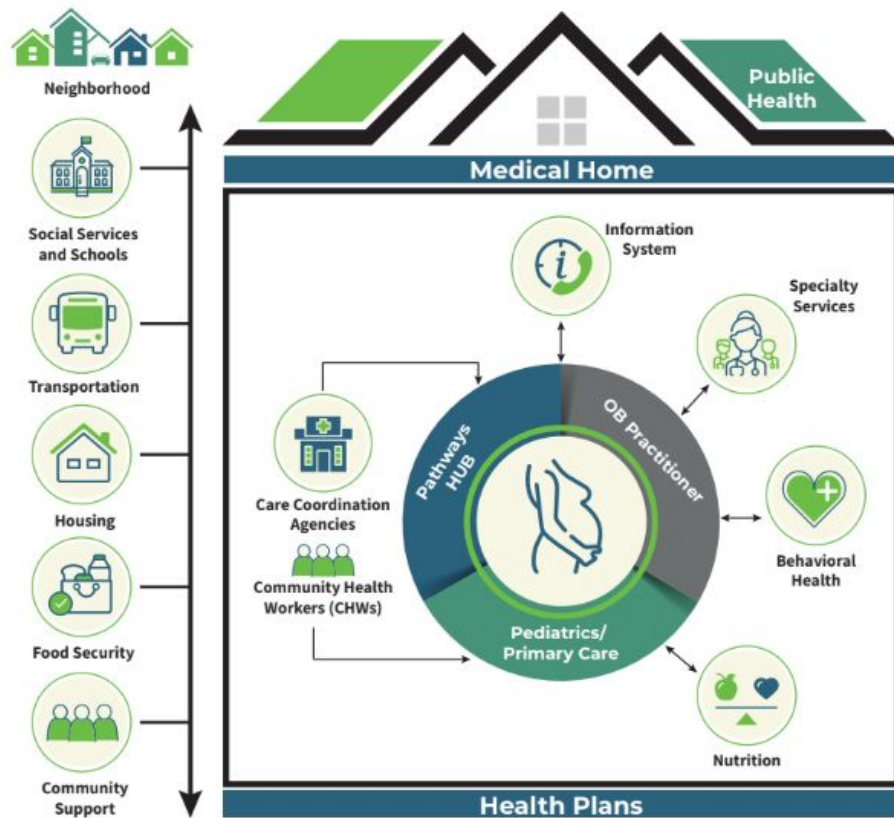 Neighborhood
Social Services
and Schools
Transportation
Housing
Food Security
Community
Support
Public
Health
Medical Home
Information
System
Specialty
Services
Pathways
HUB
OB Practitioner
Care Coordination
Agencies
Community Health
Workers (CHWs)
Behavioral
Health
Pediatrics/
Primary Care
Nutrition
Health Plans